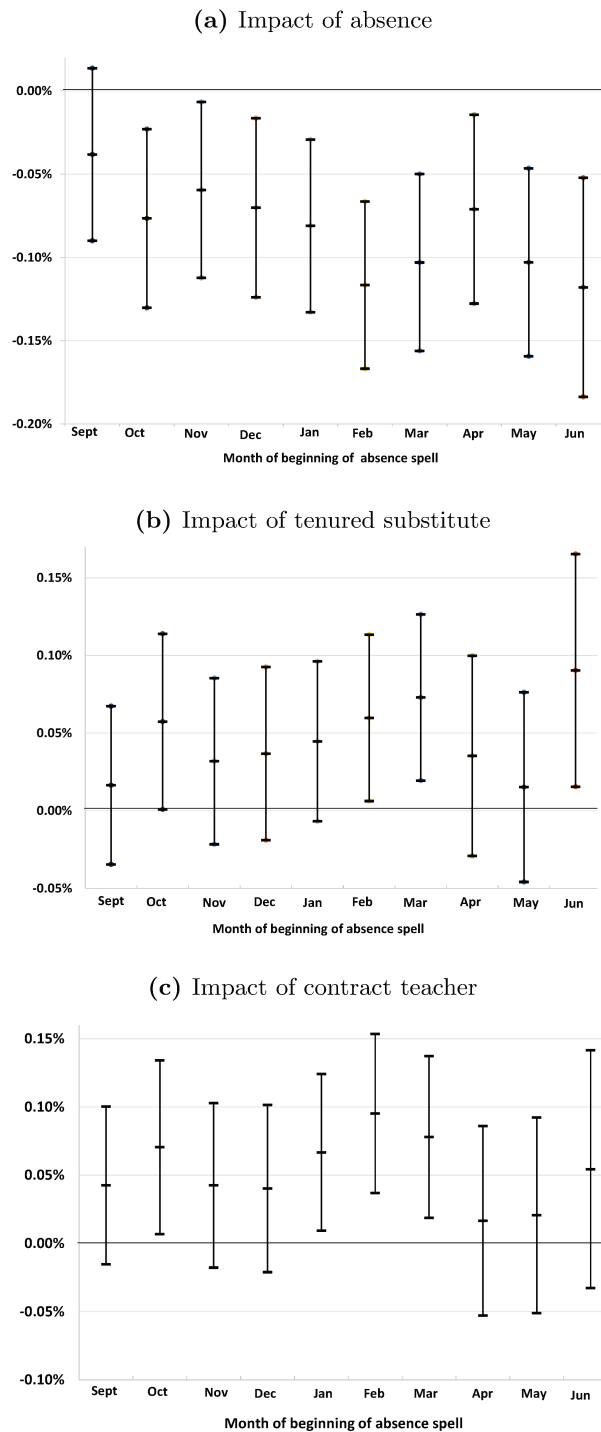 (a) Impact of absence
0.00%
-0.05%
-0.10%
-0.15%
-0.20%
Sept Oct Nov Dec Jan Feb Mar Apr May Jun
Month of beginning of absence spell
(b) Impact of tenured substitute
0.15%
0.10%
0.05%
0.00%
-0.05%
Sept Oct Nov Dec Jan Feb Mar Apr May Jun
Month of beginning of absence spell
(c) Impact of contract teacher
0.15%
0.10%
0.05%
0.00%
-0.05%
-0.10%
Sept Oct Nov Dec Jan Feb Mar Apr May Jun
Month of beginning of absence spell